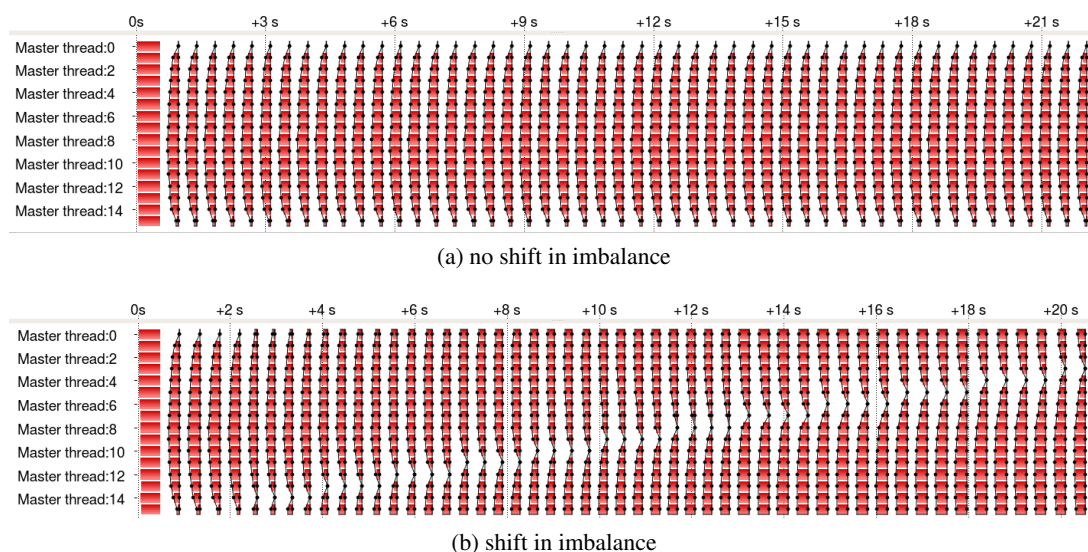 0s +3 s +6 s +9 s +12 s +15 s +18 s +21 s
Master thread:0
Master thread:2
Master thread:4
Master thread:6
Master thread:8
Master thread:10
Master thread:12
Master thread:14
(a) no shift in imbalance
0s +2 s +4 s +6 s +8 s +10 s +12 s +14 s +16 s +18 s +20 s
Master thread:0
Master thread:2
Master thread:4
Master thread:6
Master thread:8
Master thread:10
Master thread:12
Master thread:14
(b) shift in imbalance